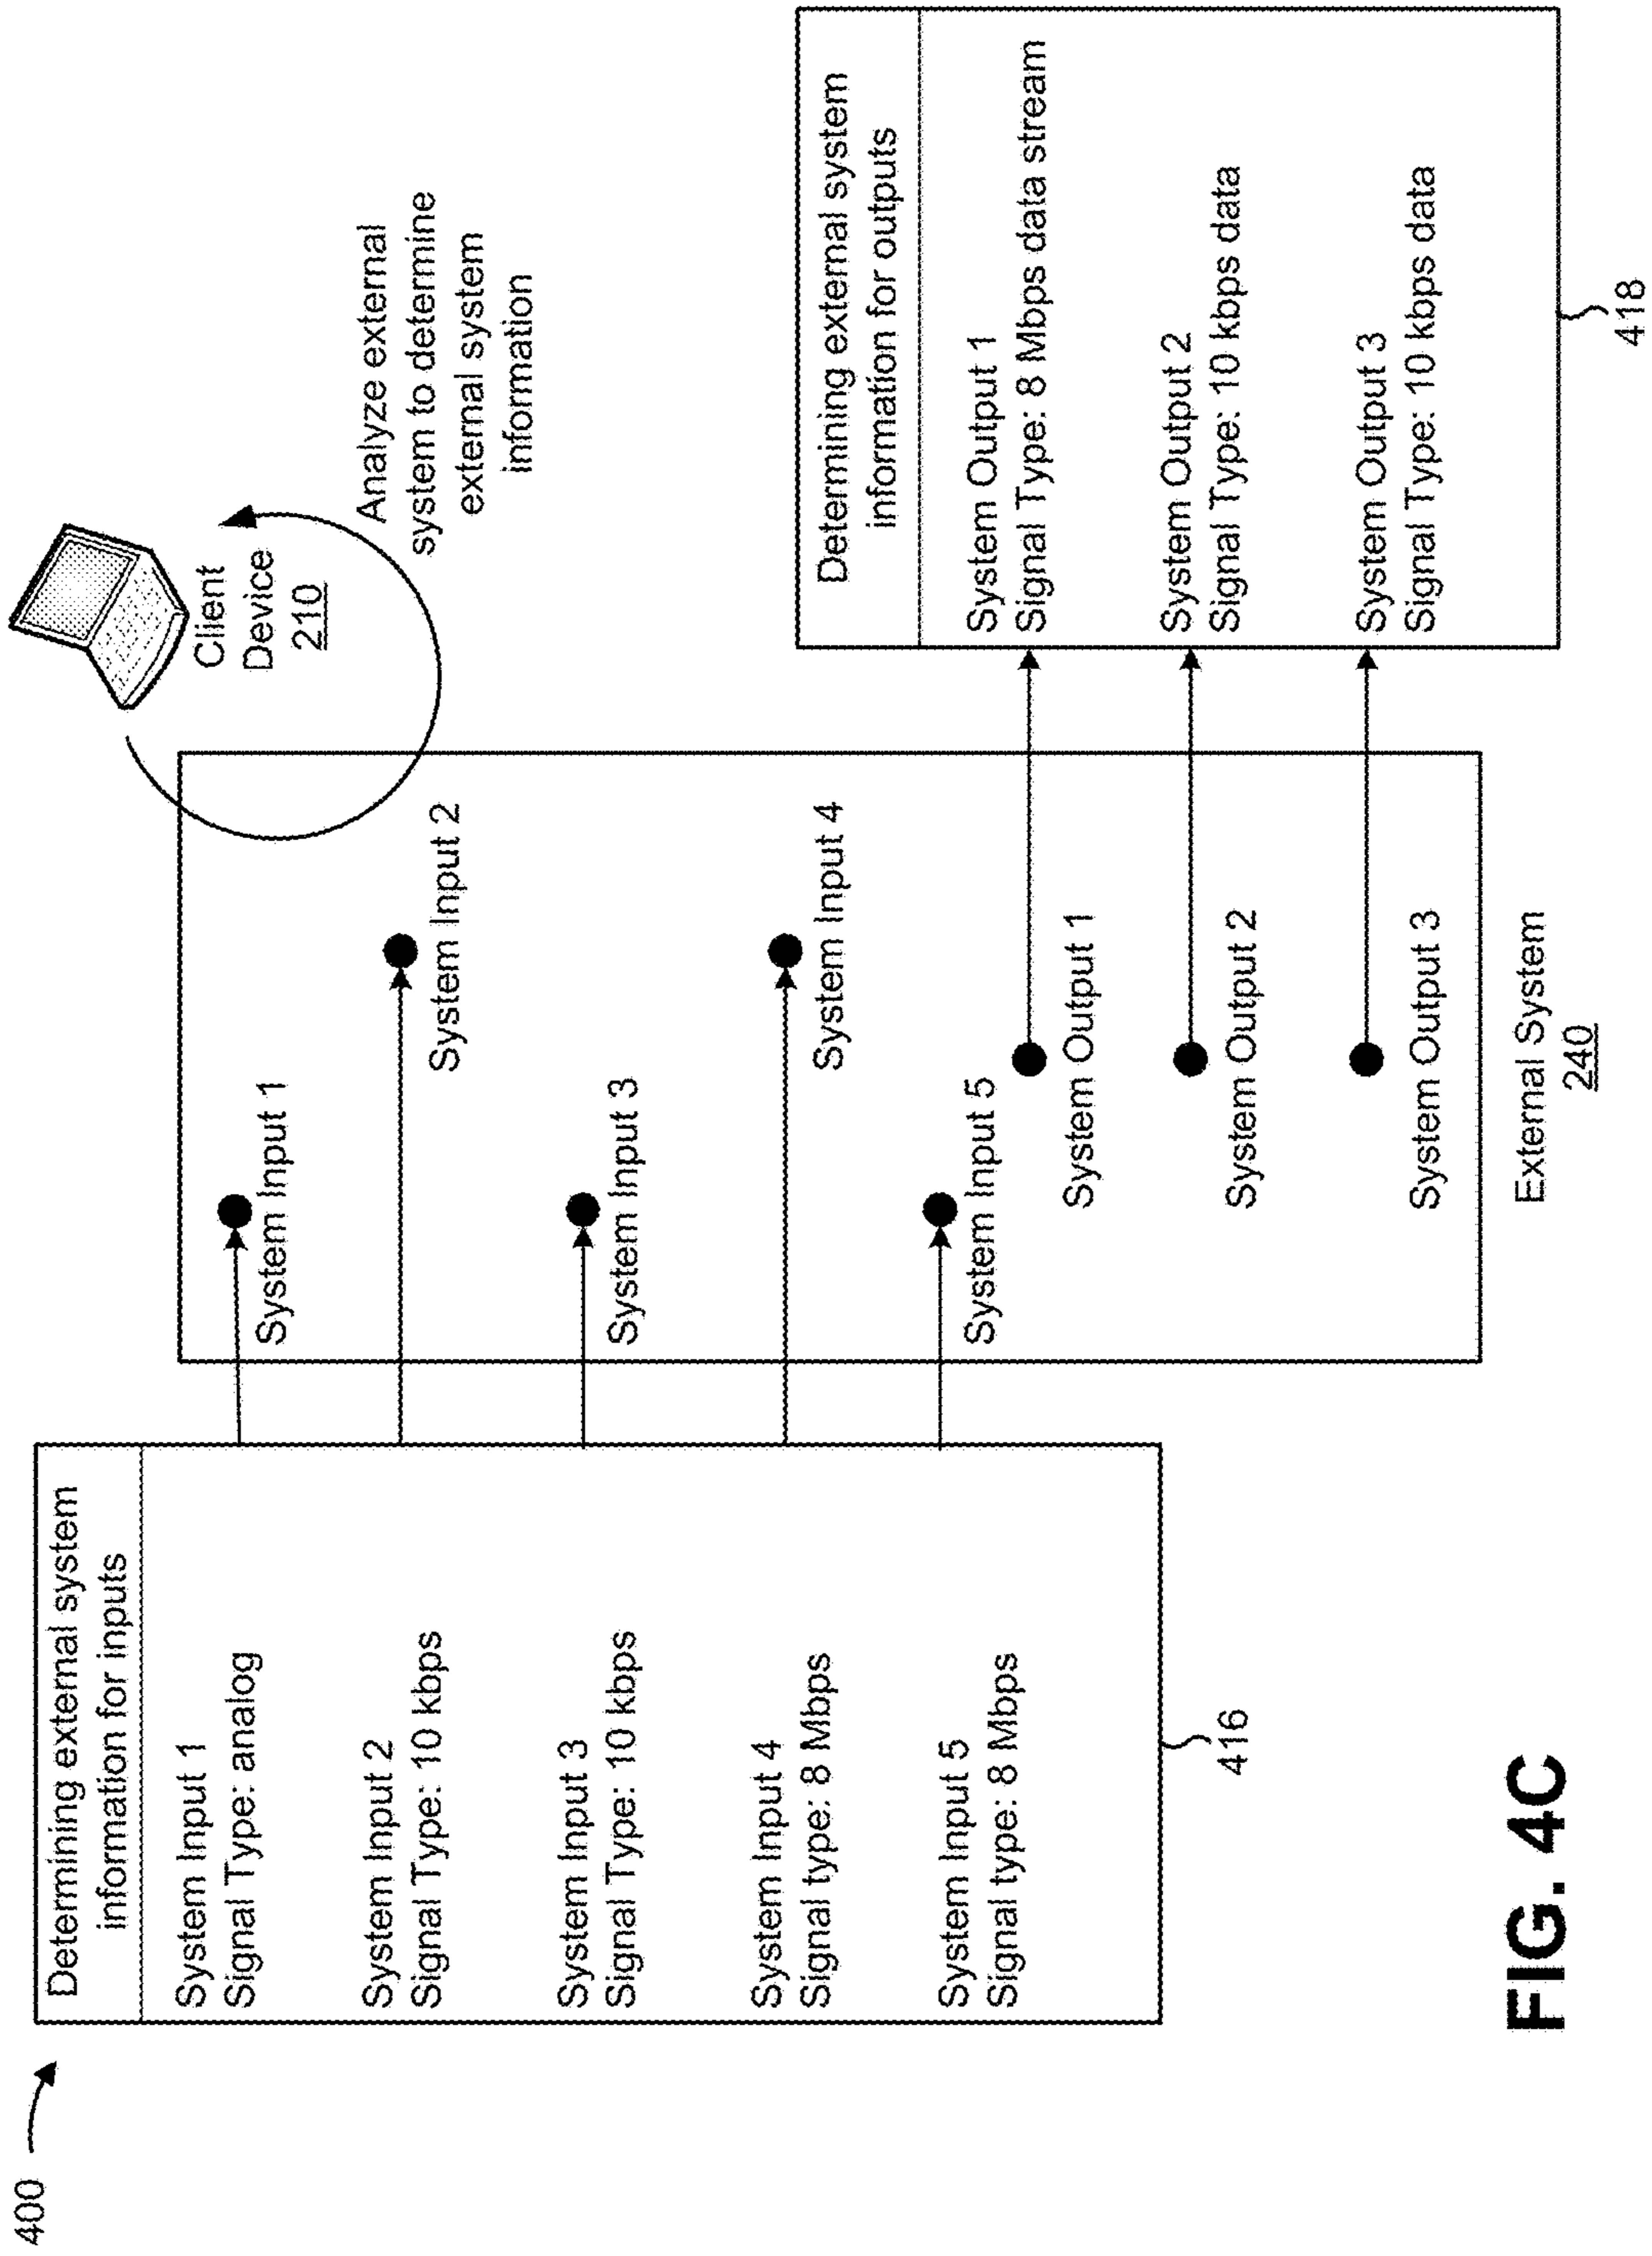 400
Determining external system
information for inputs
System Input 1
Signal Type: analog
System Input 2
Signal Type: 10 kbps
System Input 3
Signal Type: 10 kbps
System Input 4
Signal type: 8 Mbps
System Input 5
Signal type: 8 Mbps
416
System Input 1
System Input 2
System Input 3
System Input 4
System Input 5
System Output 1
System Output 2
System Output 3
External System
240
Client
Device
210
Analyze external
system to determine
external system
information
Determining external system
information for outputs
System Output 1
Signal Type: 8 Mbps data stream
System Output 2
Signal Type: 10 kbps data
System Output 3
Signal Type: 10 kbps data
418
FIG. 4C